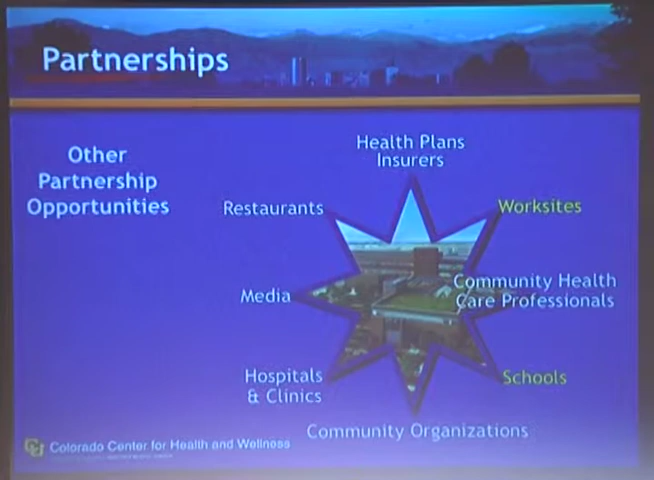 Partnerships
Other
Partnership
Opportunities
Health Plans
Insurers
Restaurants
Worksites
Media
Community Health
Care Professionals
Hospitals
& Clinics
Schools
Community Organizations
CU
Colorado Center for Health and Wellness